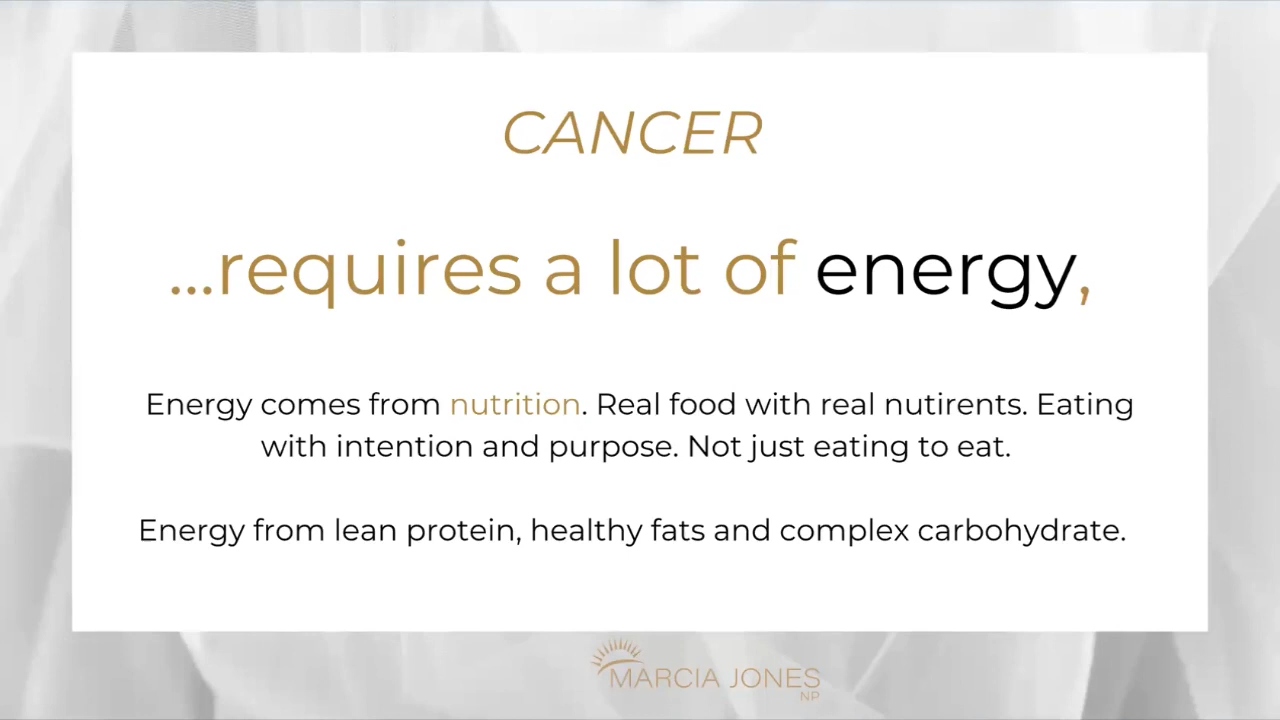 CANCER
...requires a lot of energy,
Energy comes from nutrition. Real food with real nutirents. Eating
with intention and purpose. Not just eating to eat.
Energy from lean protein, healthy fats and complex carbohydrate.
MARCIA JONES
NP